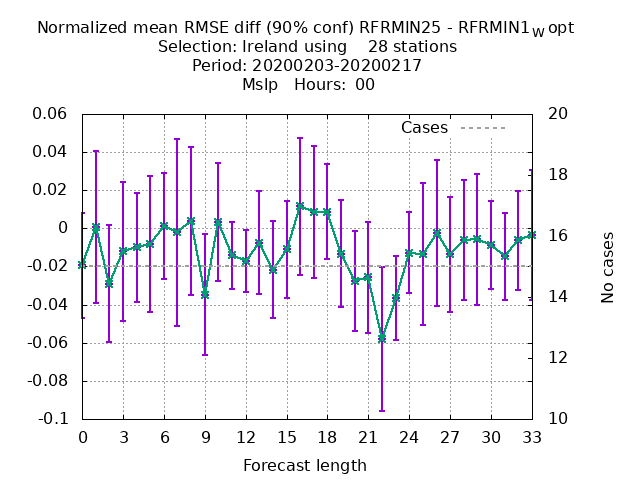 Normalized mean RMSE diff (90% conf) RFRMIN25 - RFRMIN1wopt
Selection: Ireland using 28 stations
Period: 20200203-20200217
Mslp Hours: 00
0.06
0.04
0.02
0
-0.02
-0.04
-0.06
-0.08
-0.1
Cases
20
18
16
14
12
10
No cases
0 3 6 9 12 15 18 21 24 27 30 33
Forecast length